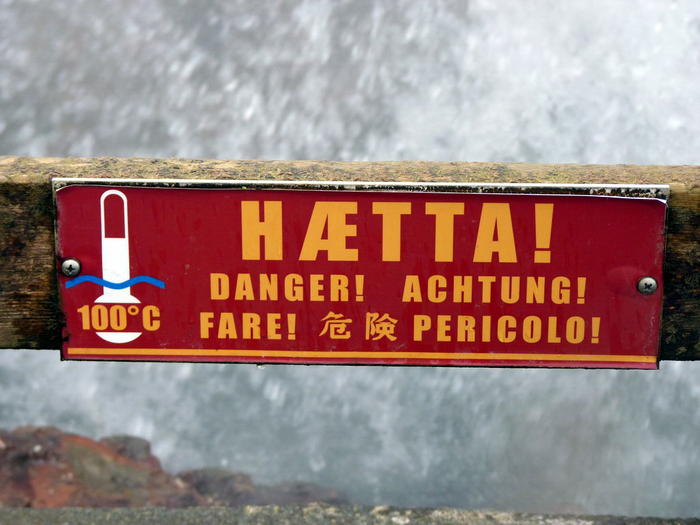 HÆTTA!
DANGER! ACHTUNG!
FARE! 危険 PERICOLO!
100°C